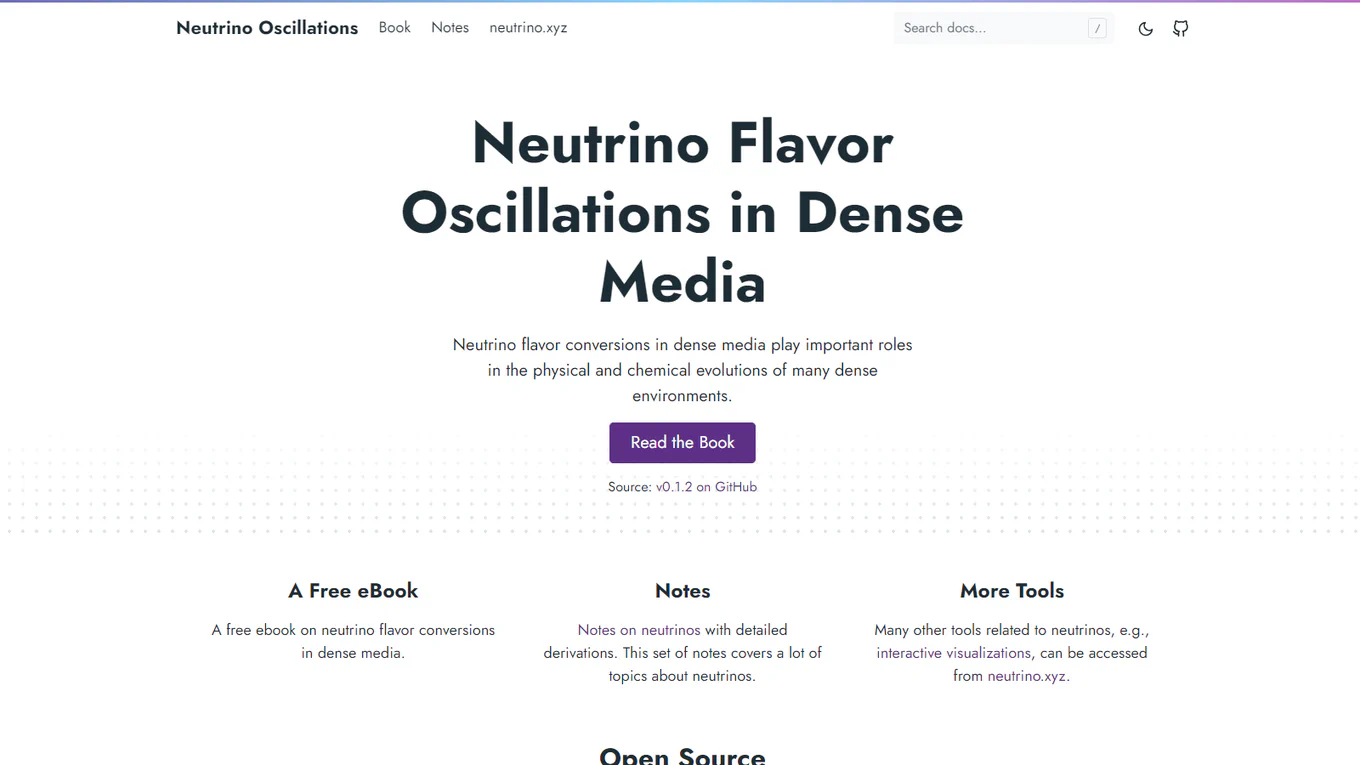 Neutrino Oscillations Book Notes neutrino.xyz Search docs... /
Neutrino Flavor
Oscillations in Dense
Media
Neutrino flavor conversions in dense media play important roles
in the physical and chemical evolutions of many dense
environments.
Read the Book
Source: v0.1.2 on GitHub
A Free eBook
A free ebook on neutrino flavor conversions
in dense media.
Notes
Notes on neutrinos with detailed
derivations. This set of notes covers a lot of
topics about neutrinos.
More Tools
Many other tools related to neutrinos, e.g.,
interactive visualizations, can be accessed
from neutrino.xyz.
Open Source